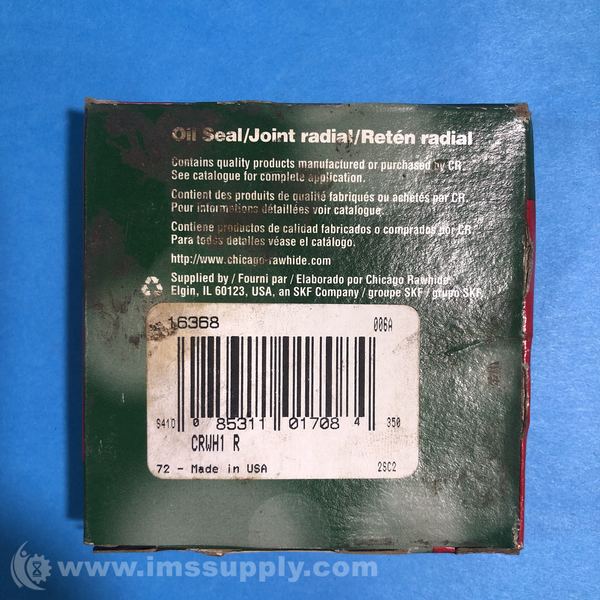 Oil Seal/Joint radial/Retén radial
Contains quality products manufactured or purchased by CR.
See catalogue for complete application.
Contient des produits de qualité fabriqués ou achetés par CR.
Pour informations détaillées voir catalogue.
Contiene productos de calidad fabricados o comprados por CR.
Para todos detalles véase el catálogo.
http://www.chicago-rawhide.com
Supplied by / Fourni par / Elaborado por Chicago Rawhide
Elgin, IL 60123, USA, an SKF Company / groupe SKF / grupo SKF
16368 006A
S41D 0 85311 01708 4 350
CRWH1 R
72 - Made in USA 2SC2
www.imssupply.com